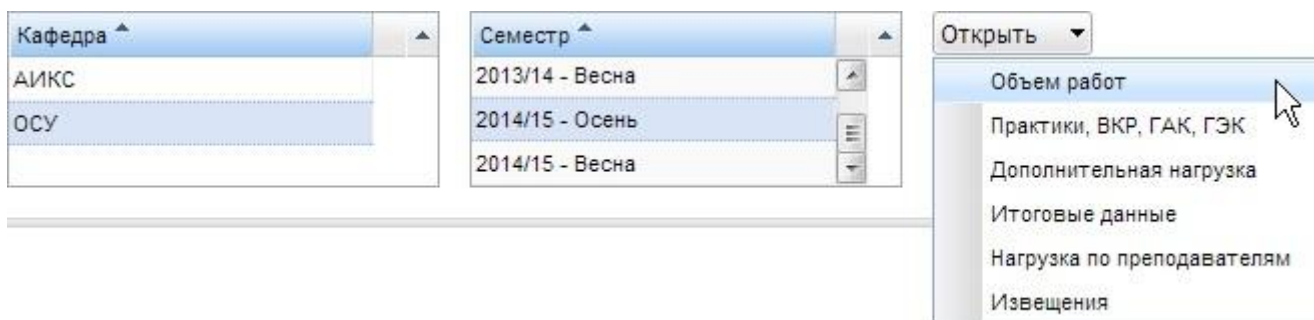 Кафедра
АИКС
ОСУ
Семестр
2013/14 - Весна
2014/15 - Осень
2014/15 - Весна
Открыть
Объем работ
Практики, ВКР, ГАК, ГЭК
Дополнительная нагрузка
Итоговые данные
Нагрузка по преподавателям
Извещения